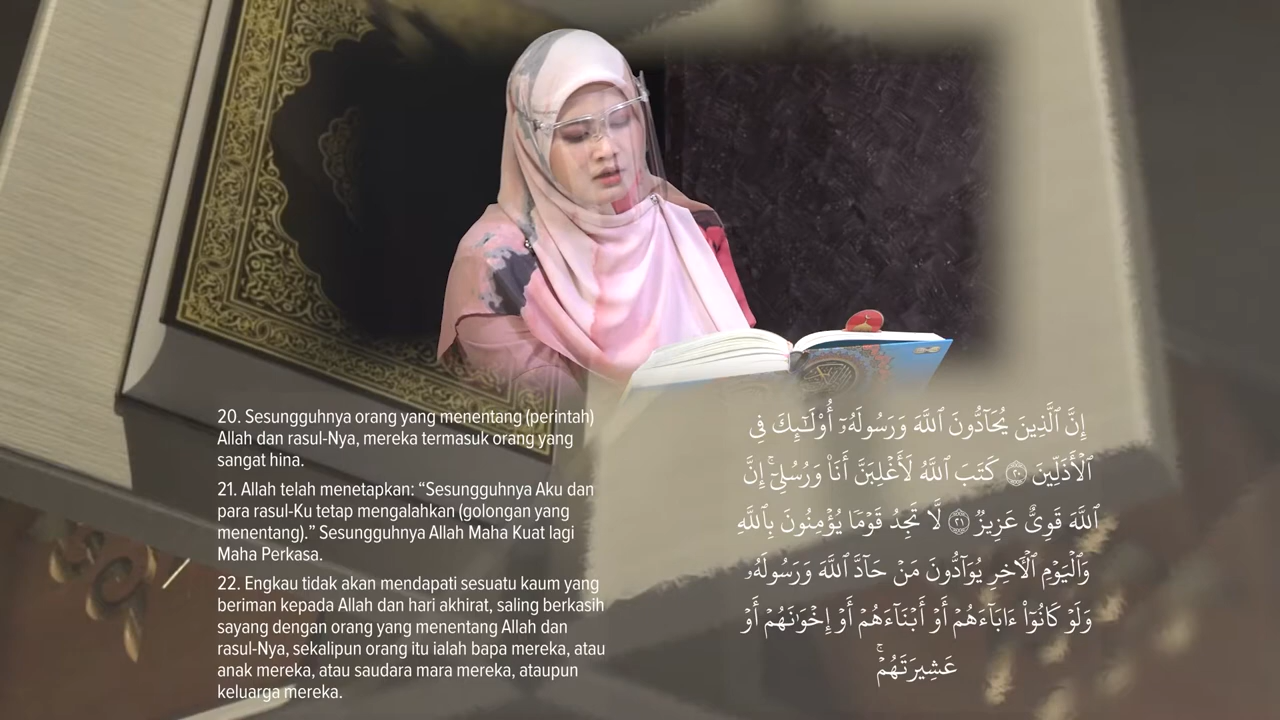 20. Sesungguhnya orang yang menentang (perintah)
Allah dan rasul-Nya, mereka termasuk orang yang
sangat hina.
21. Allah telah menetapkan: “Sesungguhnya Aku dan
para rasul-Ku tetap mengalahkan (golongan yang
menentang).” Sesungguhnya Allah Maha Kuat lagi
Maha Perkasa.
22. Engkau tidak akan mendapati sesuatu kaum yang
beriman kepada Allah dan hari akhirat, saling berkasih
sayang dengan orang yang menentang Allah dan
rasul-Nya, sekalipun orang itu ialah bapa mereka, atau
anak mereka, atau saudara mara mereka, ataupun
keluarga mereka.
إِنَّ ٱلَّذِينَ يُحَآدُّونَ ٱللَّهَ وَرَسُولَهُۥٓ أُو۟لَـٰٓئِكَ فِى
ٱلْأَذَلِّينَ ٢٠ كَتَبَ ٱللَّهُ لَأَغْلِبَنَّ أَنَا۠ وَرُسُلِىٓ ۚ إِنَّ
ٱللَّهَ قَوِىٌّ عَزِيزٌ ٢١ لَّا تَجِدُ قَوْمًا يُؤْمِنُونَ بِٱللَّهِ
وَٱلْيَوْمِ ٱلْـَٔاخِرِ يُوَآدُّونَ مَنْ حَآدَّ ٱللَّهَ وَرَسُولَهُۥ
وَلَوْ كَانُوٓا۟ ءَابَآءَهُمْ أَوْ أَبْنَآءَهُمْ أَوْ إِخْوَٰنَهُمْ أَوْ
عَشِيرَتَهُمْ ۚ